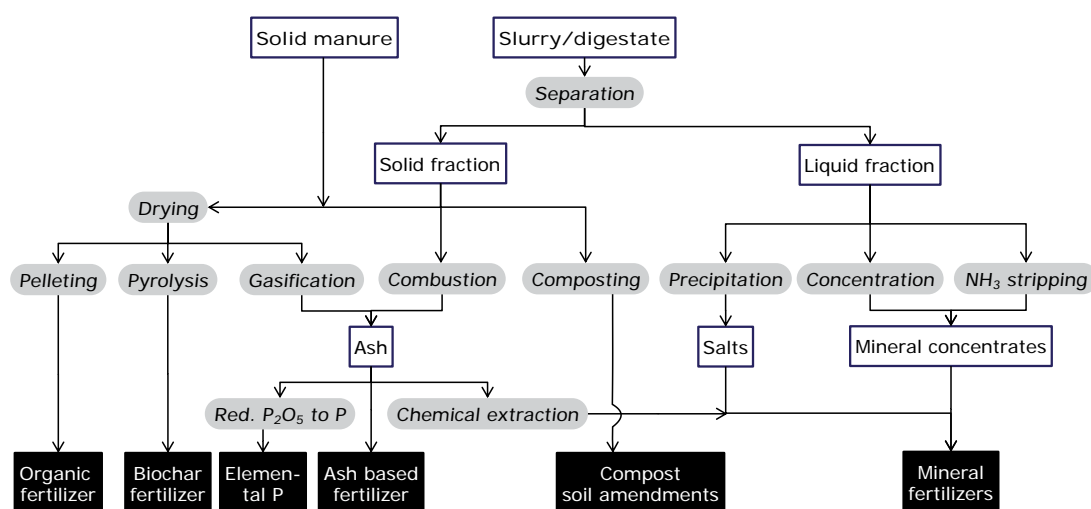 Solid manure
Slurry/digestate
Separation
Solid fraction
Liquid fraction
Drying
Pelleting
Pyrolysis
Gasification
Combustion
Composting
Precipitation
Concentration
NH₃ stripping
Ash
Salts
Mineral concentrates
Red. P₂O₅ to P
Chemical extraction
Organic
fertilizer
Biochar
fertilizer
Elemen-
tal P
Ash based
fertilizer
Compost
soil amendments
Mineral
fertilizers